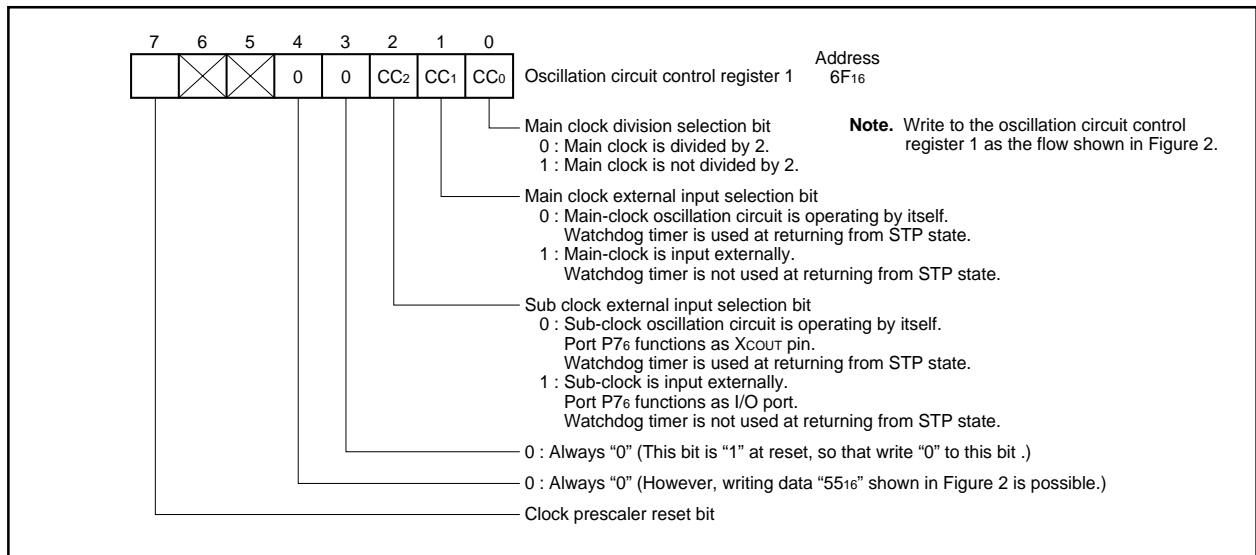 7 6 5 4 3 2 1 0
0 0 CC2 CC1 CC0 Oscillation circuit control register 1
Address
6F16
Main clock division selection bit
0 : Main clock is divided by 2.
1 : Main clock is not divided by 2.
Note. Write to the oscillation circuit control
register 1 as the flow shown in Figure 2.
Main clock external input selection bit
0 : Main-clock oscillation circuit is operating by itself.
Watchdog timer is used at returning from STP state.
1 : Main-clock is input externally.
Watchdog timer is not used at returning from STP state.
Sub clock external input selection bit
0 : Sub-clock oscillation circuit is operating by itself.
Port P76 functions as XCOUT pin.
Watchdog timer is used at returning from STP state.
1 : Sub-clock is input externally.
Port P76 functions as I/O port.
Watchdog timer is not used at returning from STP state.
0 : Always “0” (This bit is “1” at reset, so that write “0” to this bit .)
0 : Always “0” (However, writing data “5516” shown in Figure 2 is possible.)
Clock prescaler reset bit